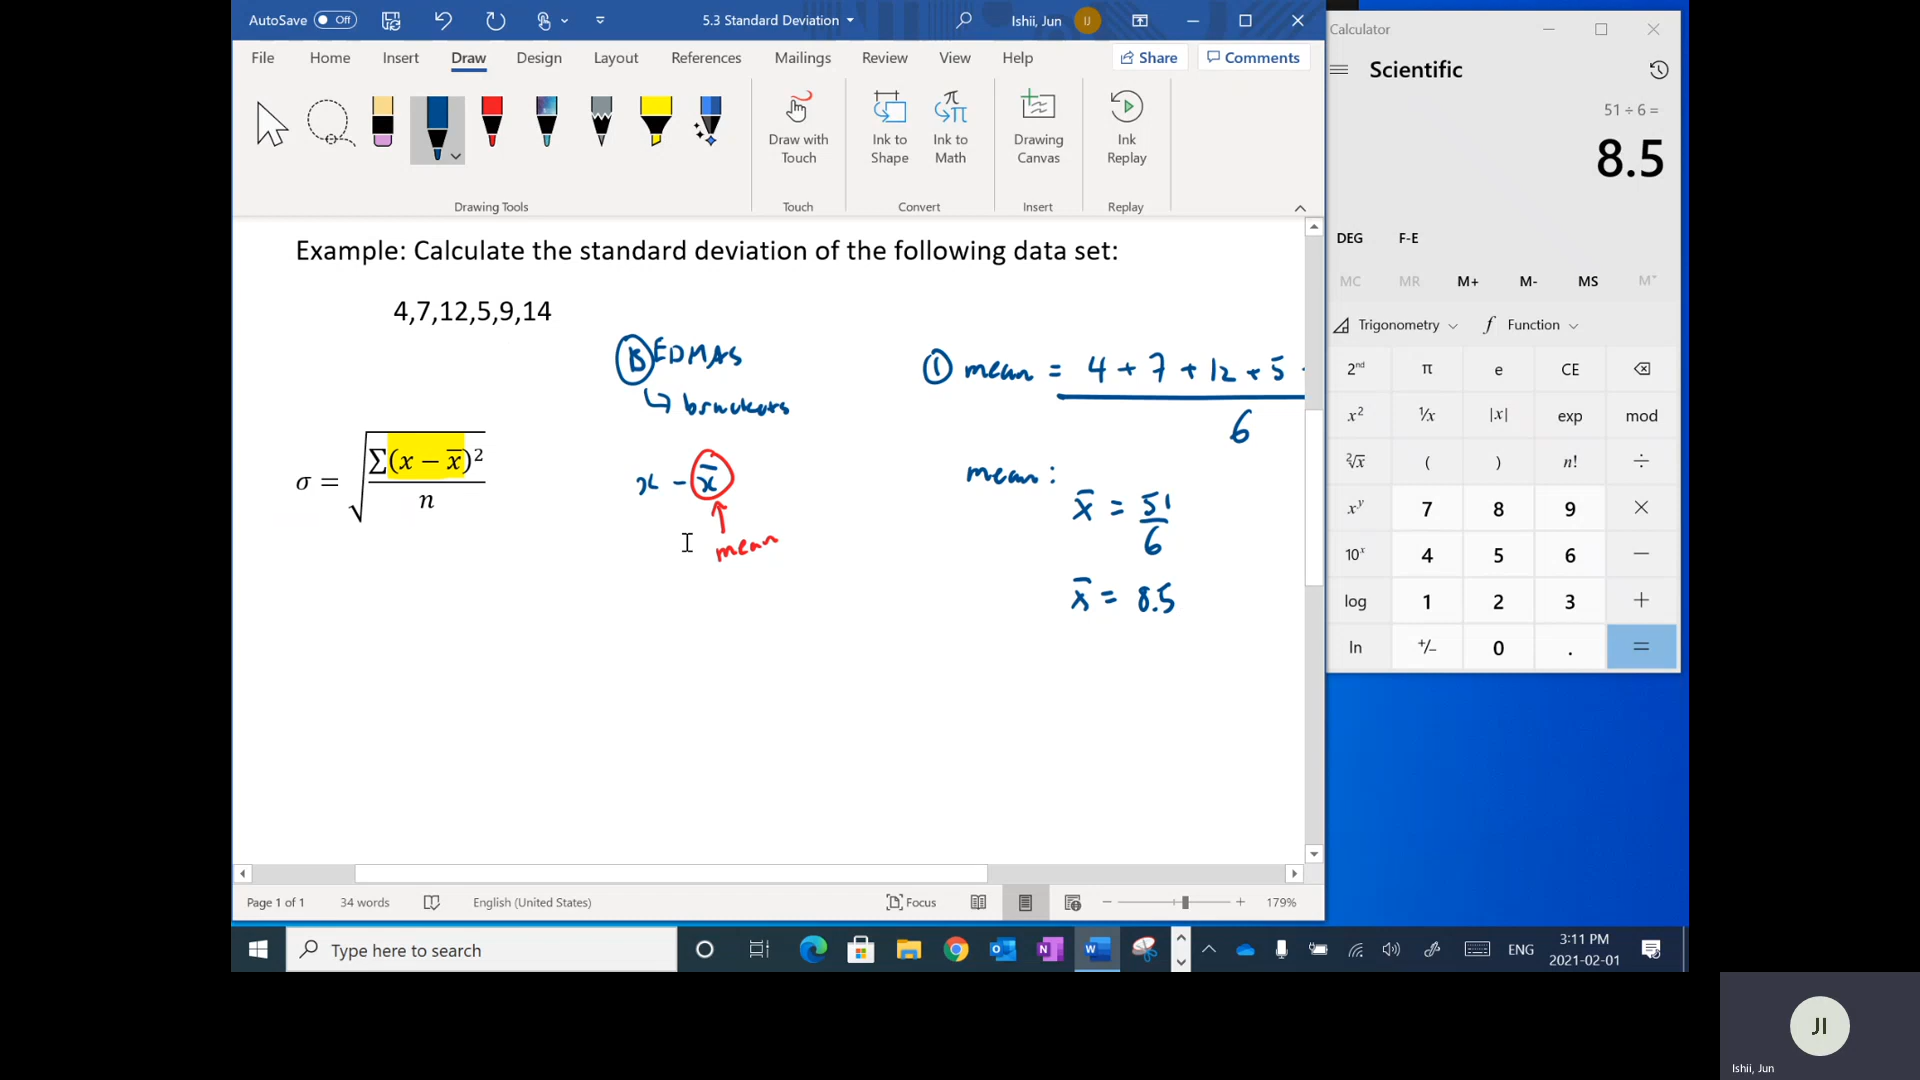 AutoSave Off 5.3 Standard Deviation Ishii, Jun IJ
File Home Insert Draw Design Layout References Mailings Review View Help Share Comments
Draw with Touch
Ink to Shape
Ink to Math
Drawing Canvas
Ink Replay
Drawing Tools Touch Convert Insert Replay
Example: Calculate the standard deviation of the following data set:
4,7,12,5,9,14
BEDMAS
↳ brackets
① mean = 4 + 7 + 12 + 5
6
σ = √(∑(x − x̅)²/n)
x - x̅
mean
mean:
x̅ = 51/6
x̅ = 8.5
Page 1 of 1 34 words English (United States) Focus 179%
Calculator
Scientific
51 ÷ 6 =
8.5
DEG F-E
MC MR M+ M- MS M˅
Trigonometry f Function
2nd π e CE
x² ¹/x |x| exp mod
²√x ( ) n! ÷
xʸ 7 8 9 ×
10ˣ 4 5 6 −
log 1 2 3 +
ln +/− 0 . =
Type here to search
ENG
3:11 PM
2021-02-01
JI
Ishii, Jun